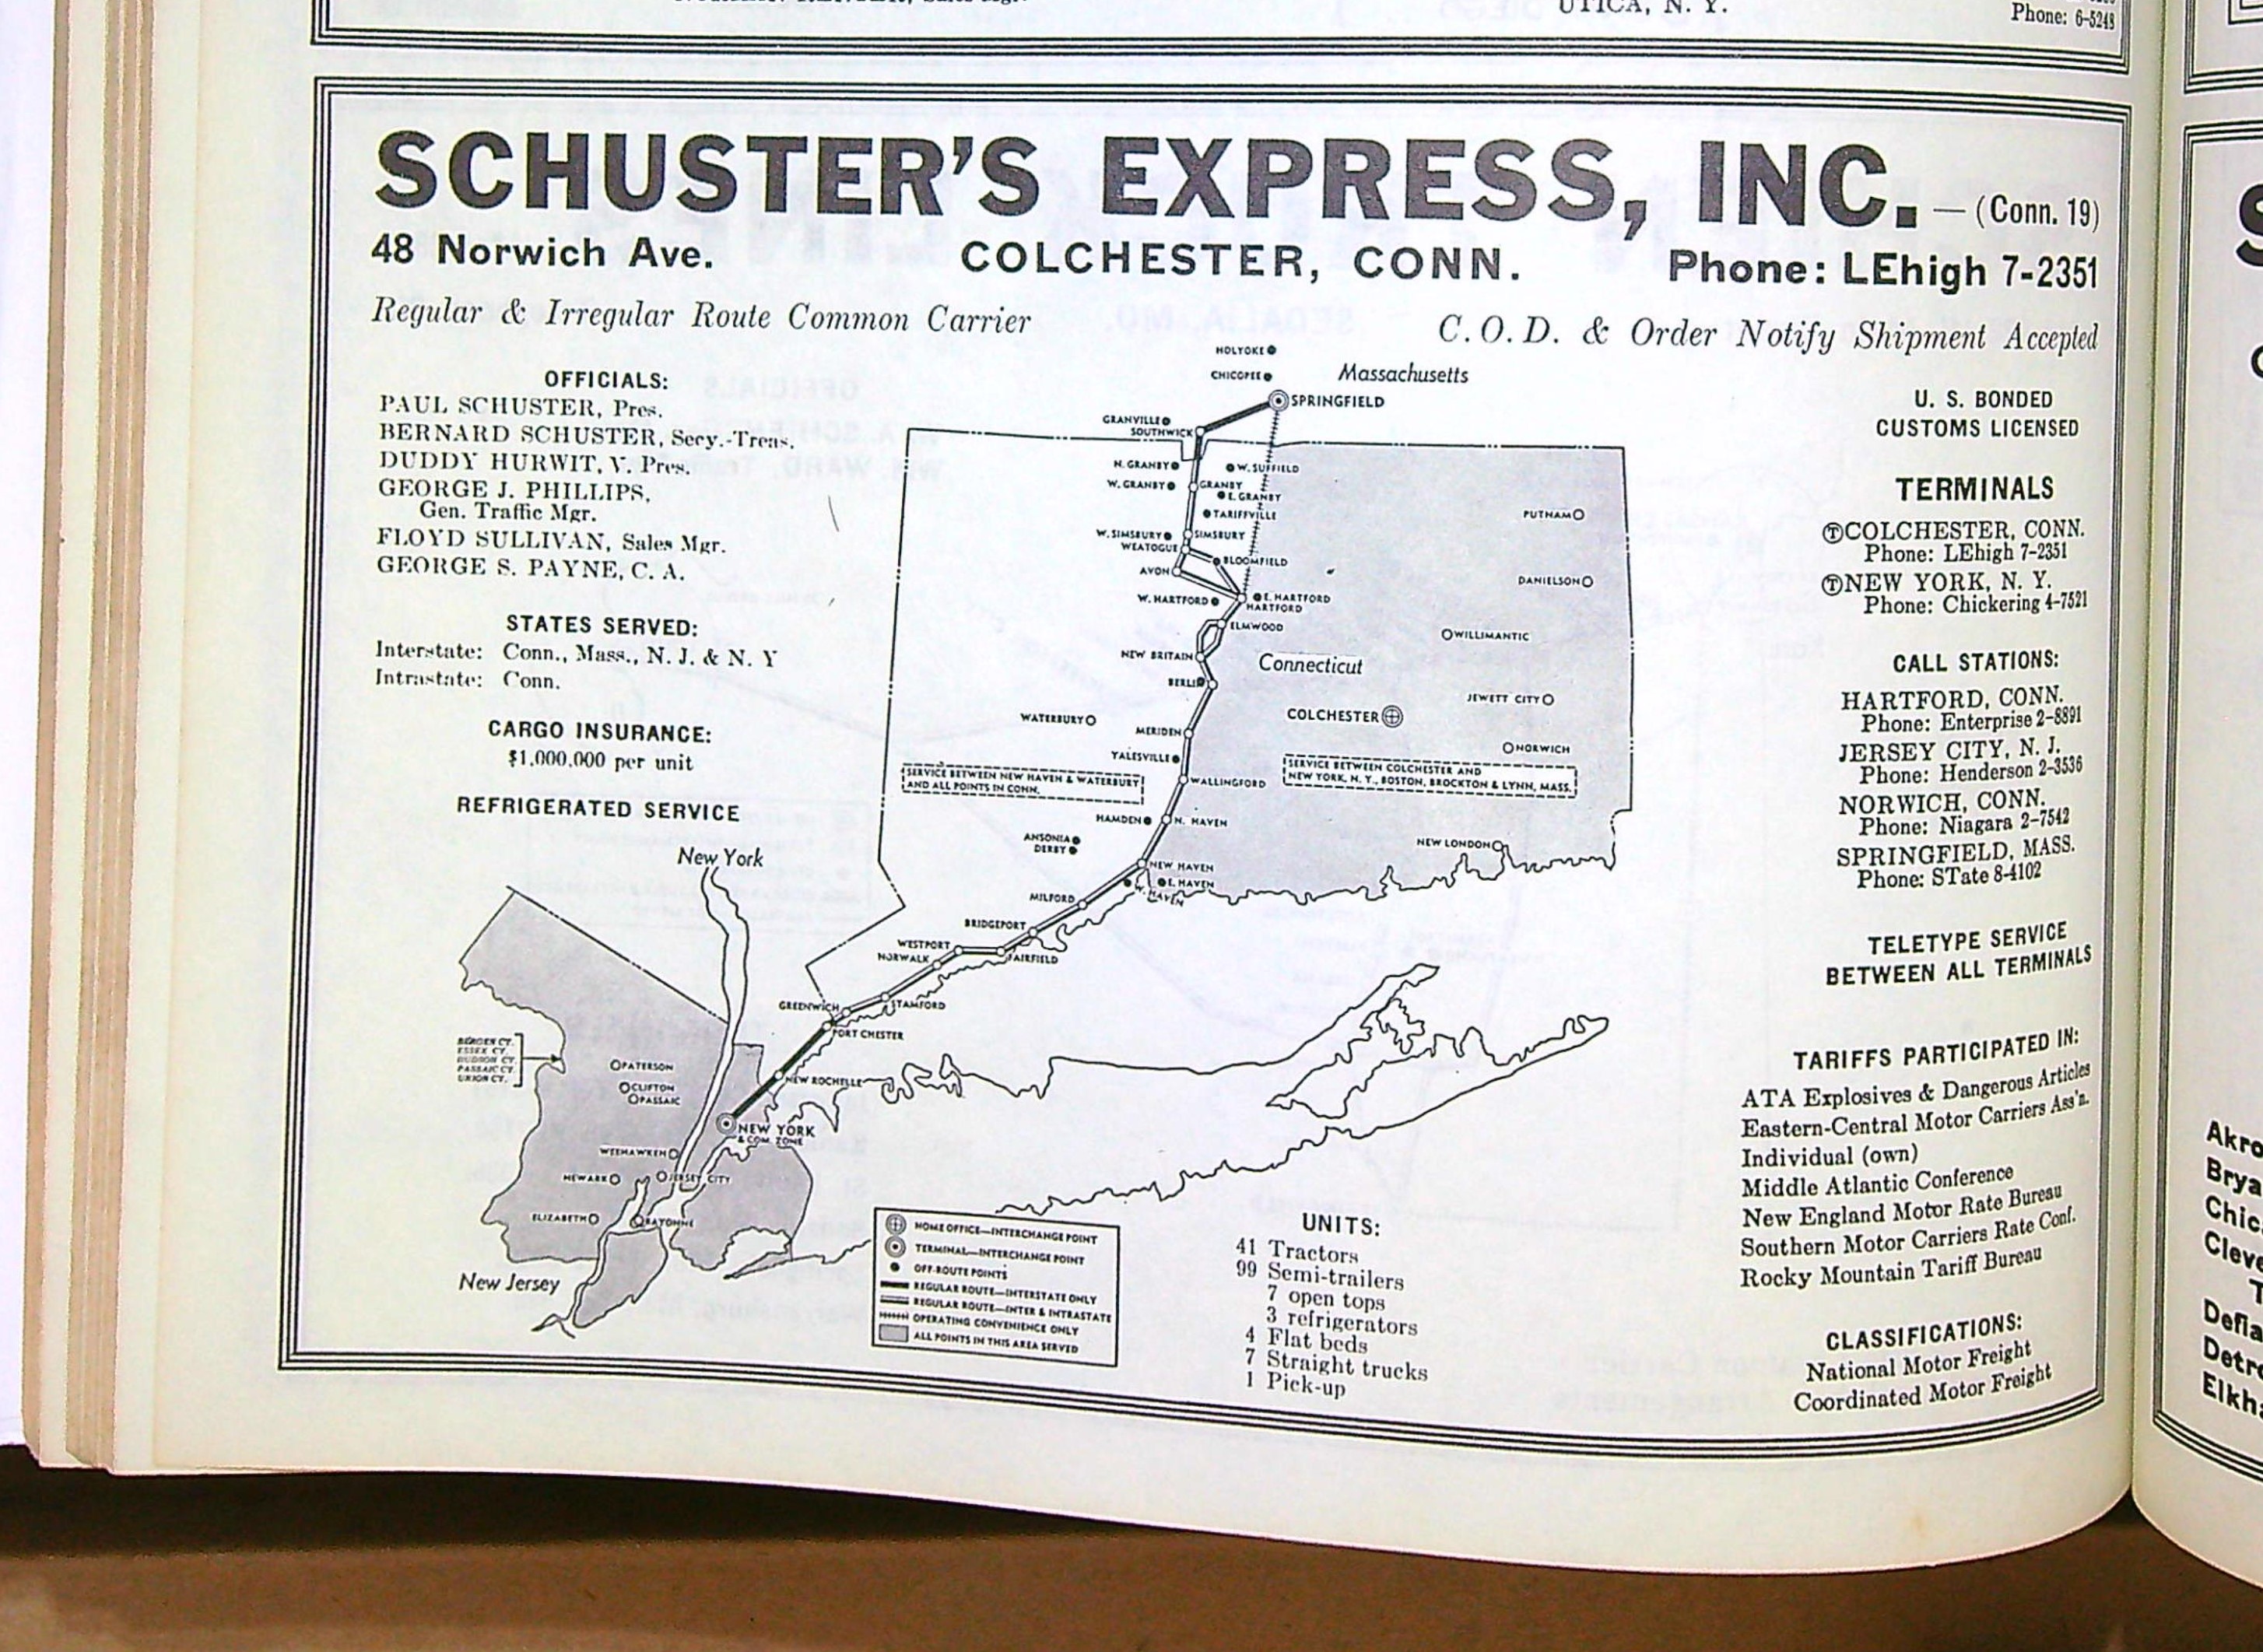 UTICA, N. Y.
Phone: 6-5248
SCHUSTER'S EXPRESS, INC. — (Conn. 19)
48 Norwich Ave. COLCHESTER, CONN. Phone: LEhigh 7-2351
Regular & Irregular Route Common Carrier
C.O.D. & Order Notify Shipment Accepted
OFFICIALS:
PAUL SCHUSTER, Pres.
BERNARD SCHUSTER, Secy.-Treas.
DUDDY HURWIT, V. Pres.
GEORGE J. PHILLIPS,
Gen. Traffic Mgr.
FLOYD SULLIVAN, Sales Mgr.
GEORGE S. PAYNE, C. A.
STATES SERVED:
Interstate: Conn., Mass., N. J. & N. Y
Intrastate: Conn.
CARGO INSURANCE:
$1,000,000 per unit
REFRIGERATED SERVICE
HOLYOKE
CHICOPEE
Massachusetts
SPRINGFIELD
GRANVILLE
SOUTHWICK
N. GRANBY
W. SUFFIELD
W. GRANBY
GRANBY
E. GRANBY
TARIFFVILLE
PUTNAM
W. SIMSBURY
SIMSBURY
WEATOGUE
BLOOMFIELD
AVON
DANIELSON
W. HARTFORD
E. HARTFORD
HARTFORD
ELMWOOD
WILLIMANTIC
NEW BRITAIN
Connecticut
BERLIN
JEWETT CITY
COLCHESTER
WATERBURY
MERIDEN
NORWICH
YALESVILLE
SERVICE BETWEEN NEW HAVEN & WATERBURY
AND ALL POINTS IN CONN.
WALLINGFORD
SERVICE BETWEEN COLCHESTER AND
NEW YORK, N. Y., BOSTON, BROCKTON & LYNN, MASS.
HAMDEN
N. HAVEN
ANSONIA
DERBY
NEW LONDON
NEW HAVEN
E. HAVEN
W. HAVEN
MILFORD
BRIDGEPORT
WESTPORT
NORWALK
FAIRFIELD
GREENWICH
STAMFORD
PORT CHESTER
NEW ROCHELLE
New York
BERGEN CY.
ESSEX CY.
HUDSON CY.
PASSAIC CY.
UNION CY.
PATERSON
CLIFTON
PASSAIC
NEW YORK
& COM. ZONE
WEEHAWKEN
NEWARK
JERSEY CITY
ELIZABETH
BAYONNE
New Jersey
HOME OFFICE—INTERCHANGE POINT
TERMINAL—INTERCHANGE POINT
OFF-ROUTE POINTS
REGULAR ROUTE—INTERSTATE ONLY
REGULAR ROUTE—INTER & INTRASTATE
OPERATING CONVENIENCE ONLY
ALL POINTS IN THIS AREA SERVED
UNITS:
41 Tractors
99 Semi-trailers
7 open tops
3 refrigerators
4 Flat beds
7 Straight trucks
1 Pick-up
U. S. BONDED
CUSTOMS LICENSED
TERMINALS
ⓉCOLCHESTER, CONN.
Phone: LEhigh 7-2351
ⓉNEW YORK, N. Y.
Phone: Chickering 4-7521
CALL STATIONS:
HARTFORD, CONN.
Phone: Enterprise 2-8891
JERSEY CITY, N. J.
Phone: Henderson 2-3536
NORWICH, CONN.
Phone: Niagara 2-7542
SPRINGFIELD, MASS.
Phone: STate 8-4102
TELETYPE SERVICE
BETWEEN ALL TERMINALS
TARIFFS PARTICIPATED IN:
ATA Explosives & Dangerous Articles
Eastern-Central Motor Carriers Ass'n.
Individual (own)
Middle Atlantic Conference
New England Motor Rate Bureau
Southern Motor Carriers Rate Conf.
Rocky Mountain Tariff Bureau
CLASSIFICATIONS:
National Motor Freight
Coordinated Motor Freight
Akro
Brya
Chic
Cleve
Defia
Detro
Elkha